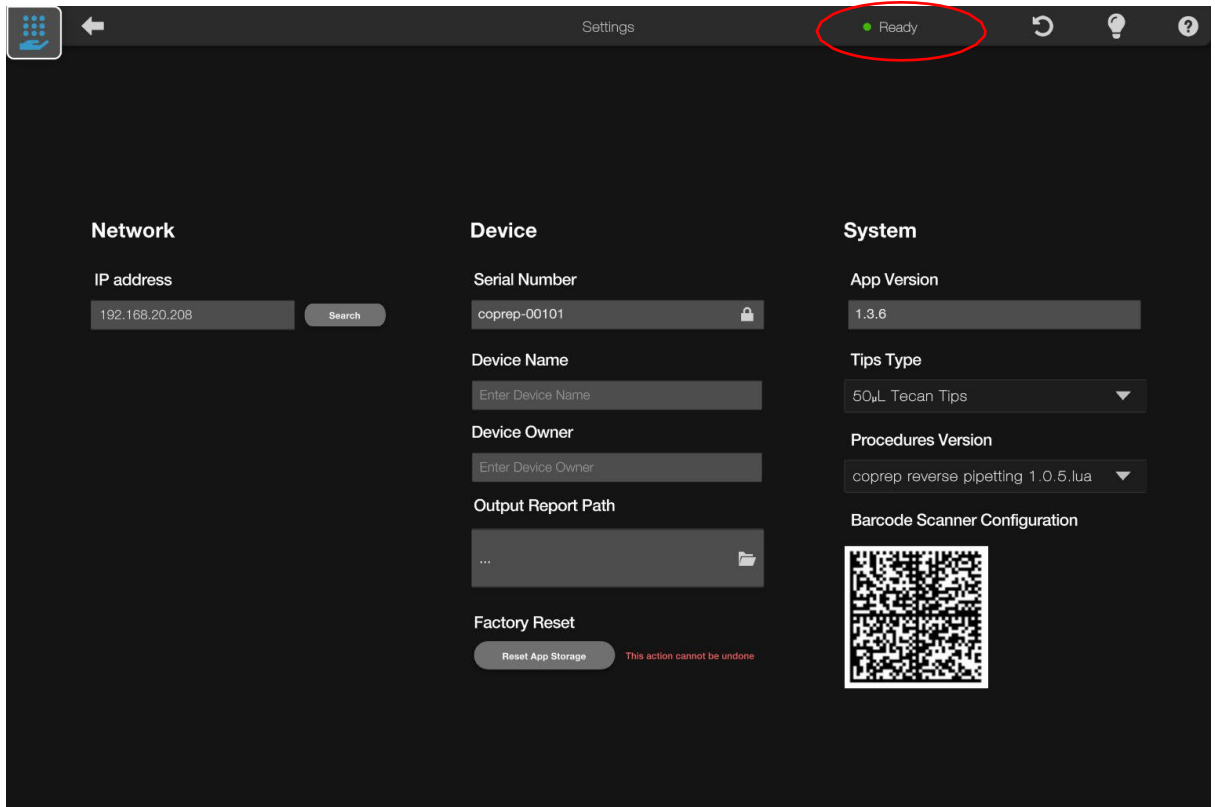 Settings
Ready
Network
IP address
192.168.20.208
Search
Device
Serial Number
coprep-00101
Device Name
Enter Device Name
Device Owner
Enter Device Owner
Output Report Path
...
Factory Reset
Reset App Storage
This action cannot be undone
System
App Version
1.3.6
Tips Type
50µL Tecan Tips
Procedures Version
coprep reverse pipetting 1.0.5.lua
Barcode Scanner Configuration